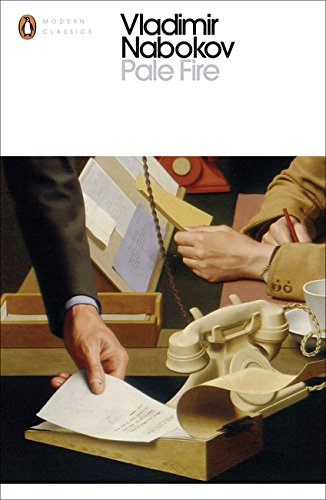 MODERN
CLASSICS
Vladimir
Nabokov
Pale Fire